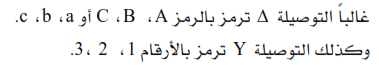 غالباً التوصيلة Δ ترمز بالرمز C ،B ،A أو c ،b ،a.
وكذلك التوصيلة Y ترمز بالأرقام 1، 2 ،3.